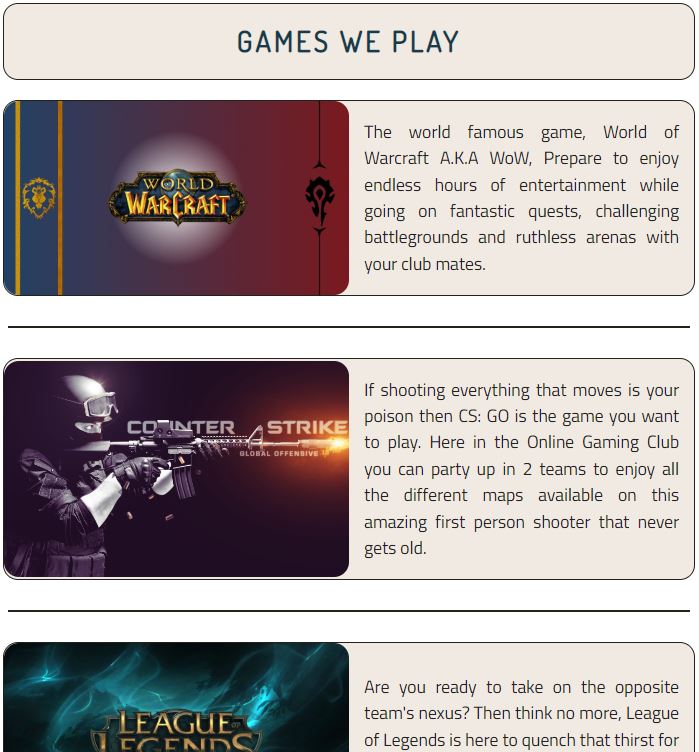 GAMES WE PLAY
WORLD
WARCRAFT
The world famous game, World of
Warcraft A.K.A WoW, Prepare to enjoy
endless hours of entertainment while
going on fantastic quests, challenging
battlegrounds and ruthless arenas with
your club mates.
COUNTER STRIKE
GLOBAL OFFENSIVE
If shooting everything that moves is your
poison then CS: GO is the game you want
to play. Here in the Online Gaming Club
you can party up in 2 teams to enjoy all
the different maps available on this
amazing first person shooter that never
gets old.
LEAGUE OF
LEGENDS
Are you ready to take on the opposite
team's nexus? Then think no more, League
of Legends is here to quench that thirst for